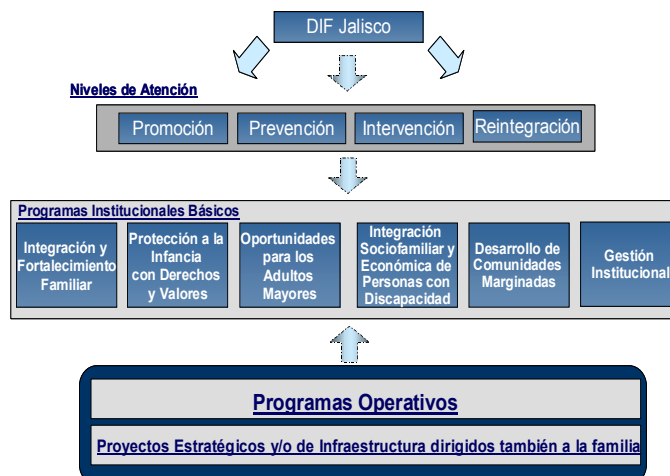 DIF Jalisco
Niveles de Atención
Promoción
Prevención
Intervención
Reintegración
Programas Institucionales Básicos
Integración y
Fortalecimiento
Familiar
Protección a la
Infancia
con Derechos
y Valores
Oportunidades
para los
Adultos
Mayores
Integración
Sociofamiliar y
Económica de
Personas con
Discapacidad
Desarrollo de
Comunidades
Marginadas
Gestión
Institucional
Programas Operativos
Proyectos Estratégicos y/o de Infraestructura dirigidos también a la familia